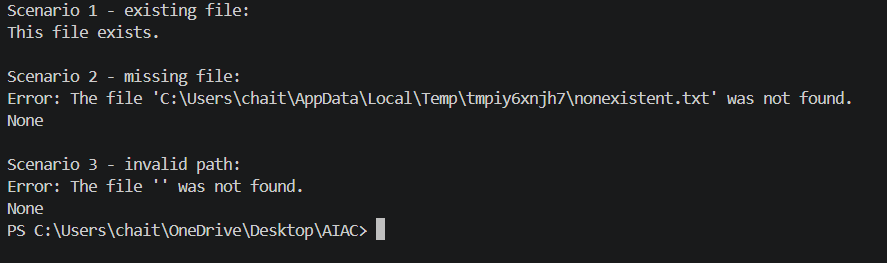 Scenario 1 - existing file:
This file exists.
Scenario 2 - missing file:
Error: The file 'C:\Users\chait\AppData\Local\Temp\tmpiy6xnjh7\nonexistent.txt' was not found.
None
Scenario 3 - invalid path:
Error: The file '' was not found.
None
PS C:\Users\chait\OneDrive\Desktop\AIAC>